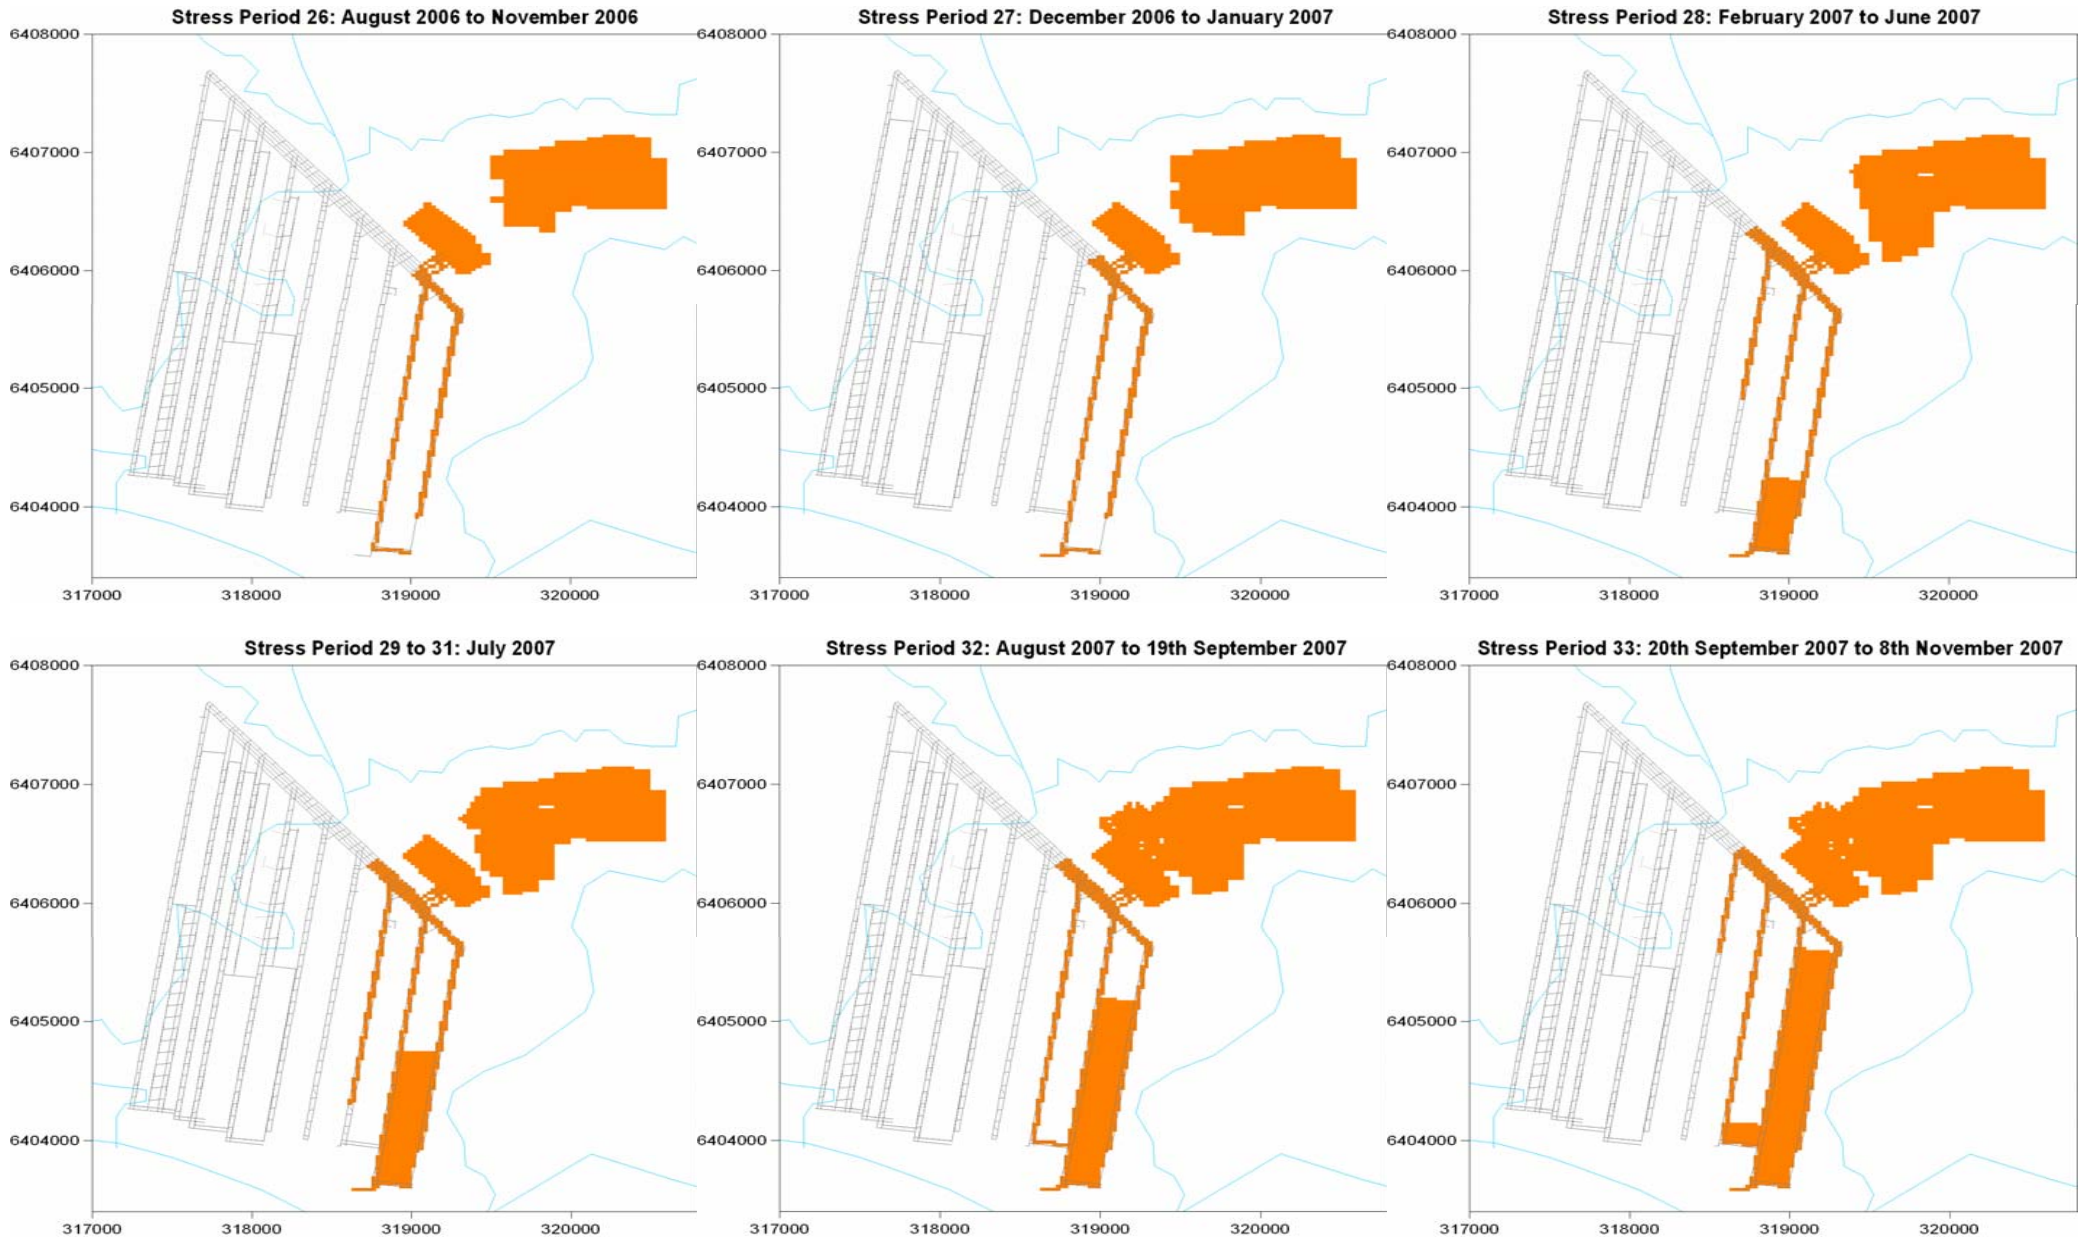 Stress Period 26: August 2006 to November 2006
6408000
6407000
6406000
6405000
6404000
317000 318000 319000 320000
Stress Period 27: December 2006 to January 2007
6408000
6407000
6406000
6405000
6404000
317000 318000 319000 320000
Stress Period 28: February 2007 to June 2007
6408000
6407000
6406000
6405000
6404000
317000 318000 319000 320000
Stress Period 29 to 31: July 2007
6408000
6407000
6406000
6405000
6404000
317000 318000 319000 320000
Stress Period 32: August 2007 to 19th September 2007
6408000
6407000
6406000
6405000
6404000
317000 318000 319000 320000
Stress Period 33: 20th September 2007 to 8th November 2007
6408000
6407000
6406000
6405000
6404000
317000 318000 319000 320000